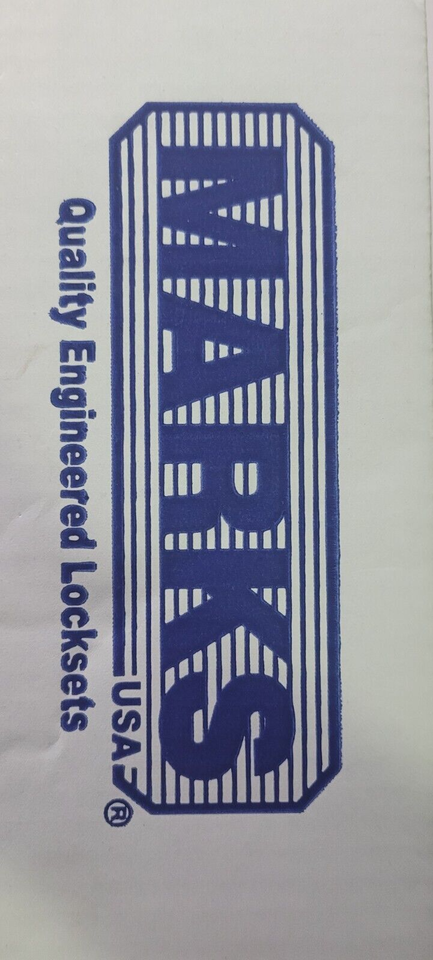 MARKS
USA ®
Quality Engineered Locksets